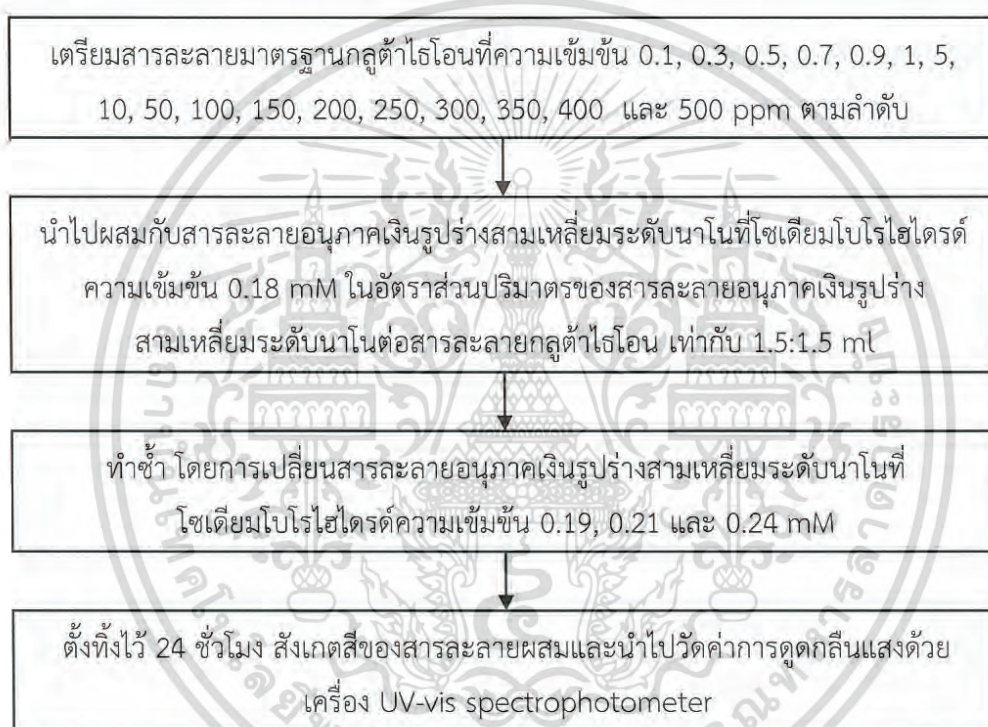 เตรียมสารละลายมาตรฐานกลูต้าไธโอนที่ความเข้มข้น 0.1, 0.3, 0.5, 0.7, 0.9, 1, 5,
10, 50, 100, 150, 200, 250, 300, 350, 400 และ 500 ppm ตามลำดับ
นำไปผสมกับสารละลายอนุภาคเงินรูปร่างสามเหลี่ยมระดับนาโนที่โซเดียมโบโรไฮไดรด์
ความเข้มข้น 0.18 mM ในอัตราส่วนปริมาตรของสารละลายอนุภาคเงินรูปร่าง
สามเหลี่ยมระดับนาโนต่อสารละลายกลูต้าไธโอน เท่ากับ 1.5:1.5 ml
ทำซ้ำ โดยการเปลี่ยนสารละลายอนุภาคเงินรูปร่างสามเหลี่ยมระดับนาโนที่
โซเดียมโบโรไฮไดรด์ความเข้มข้น 0.19, 0.21 และ 0.24 mM
ตั้งทิ้งไว้ 24 ชั่วโมง สังเกตสีของสารละลายผสมและนำไปวัดค่าการดูดกลืนแสงด้วย
เครื่อง UV-vis spectrophotometer